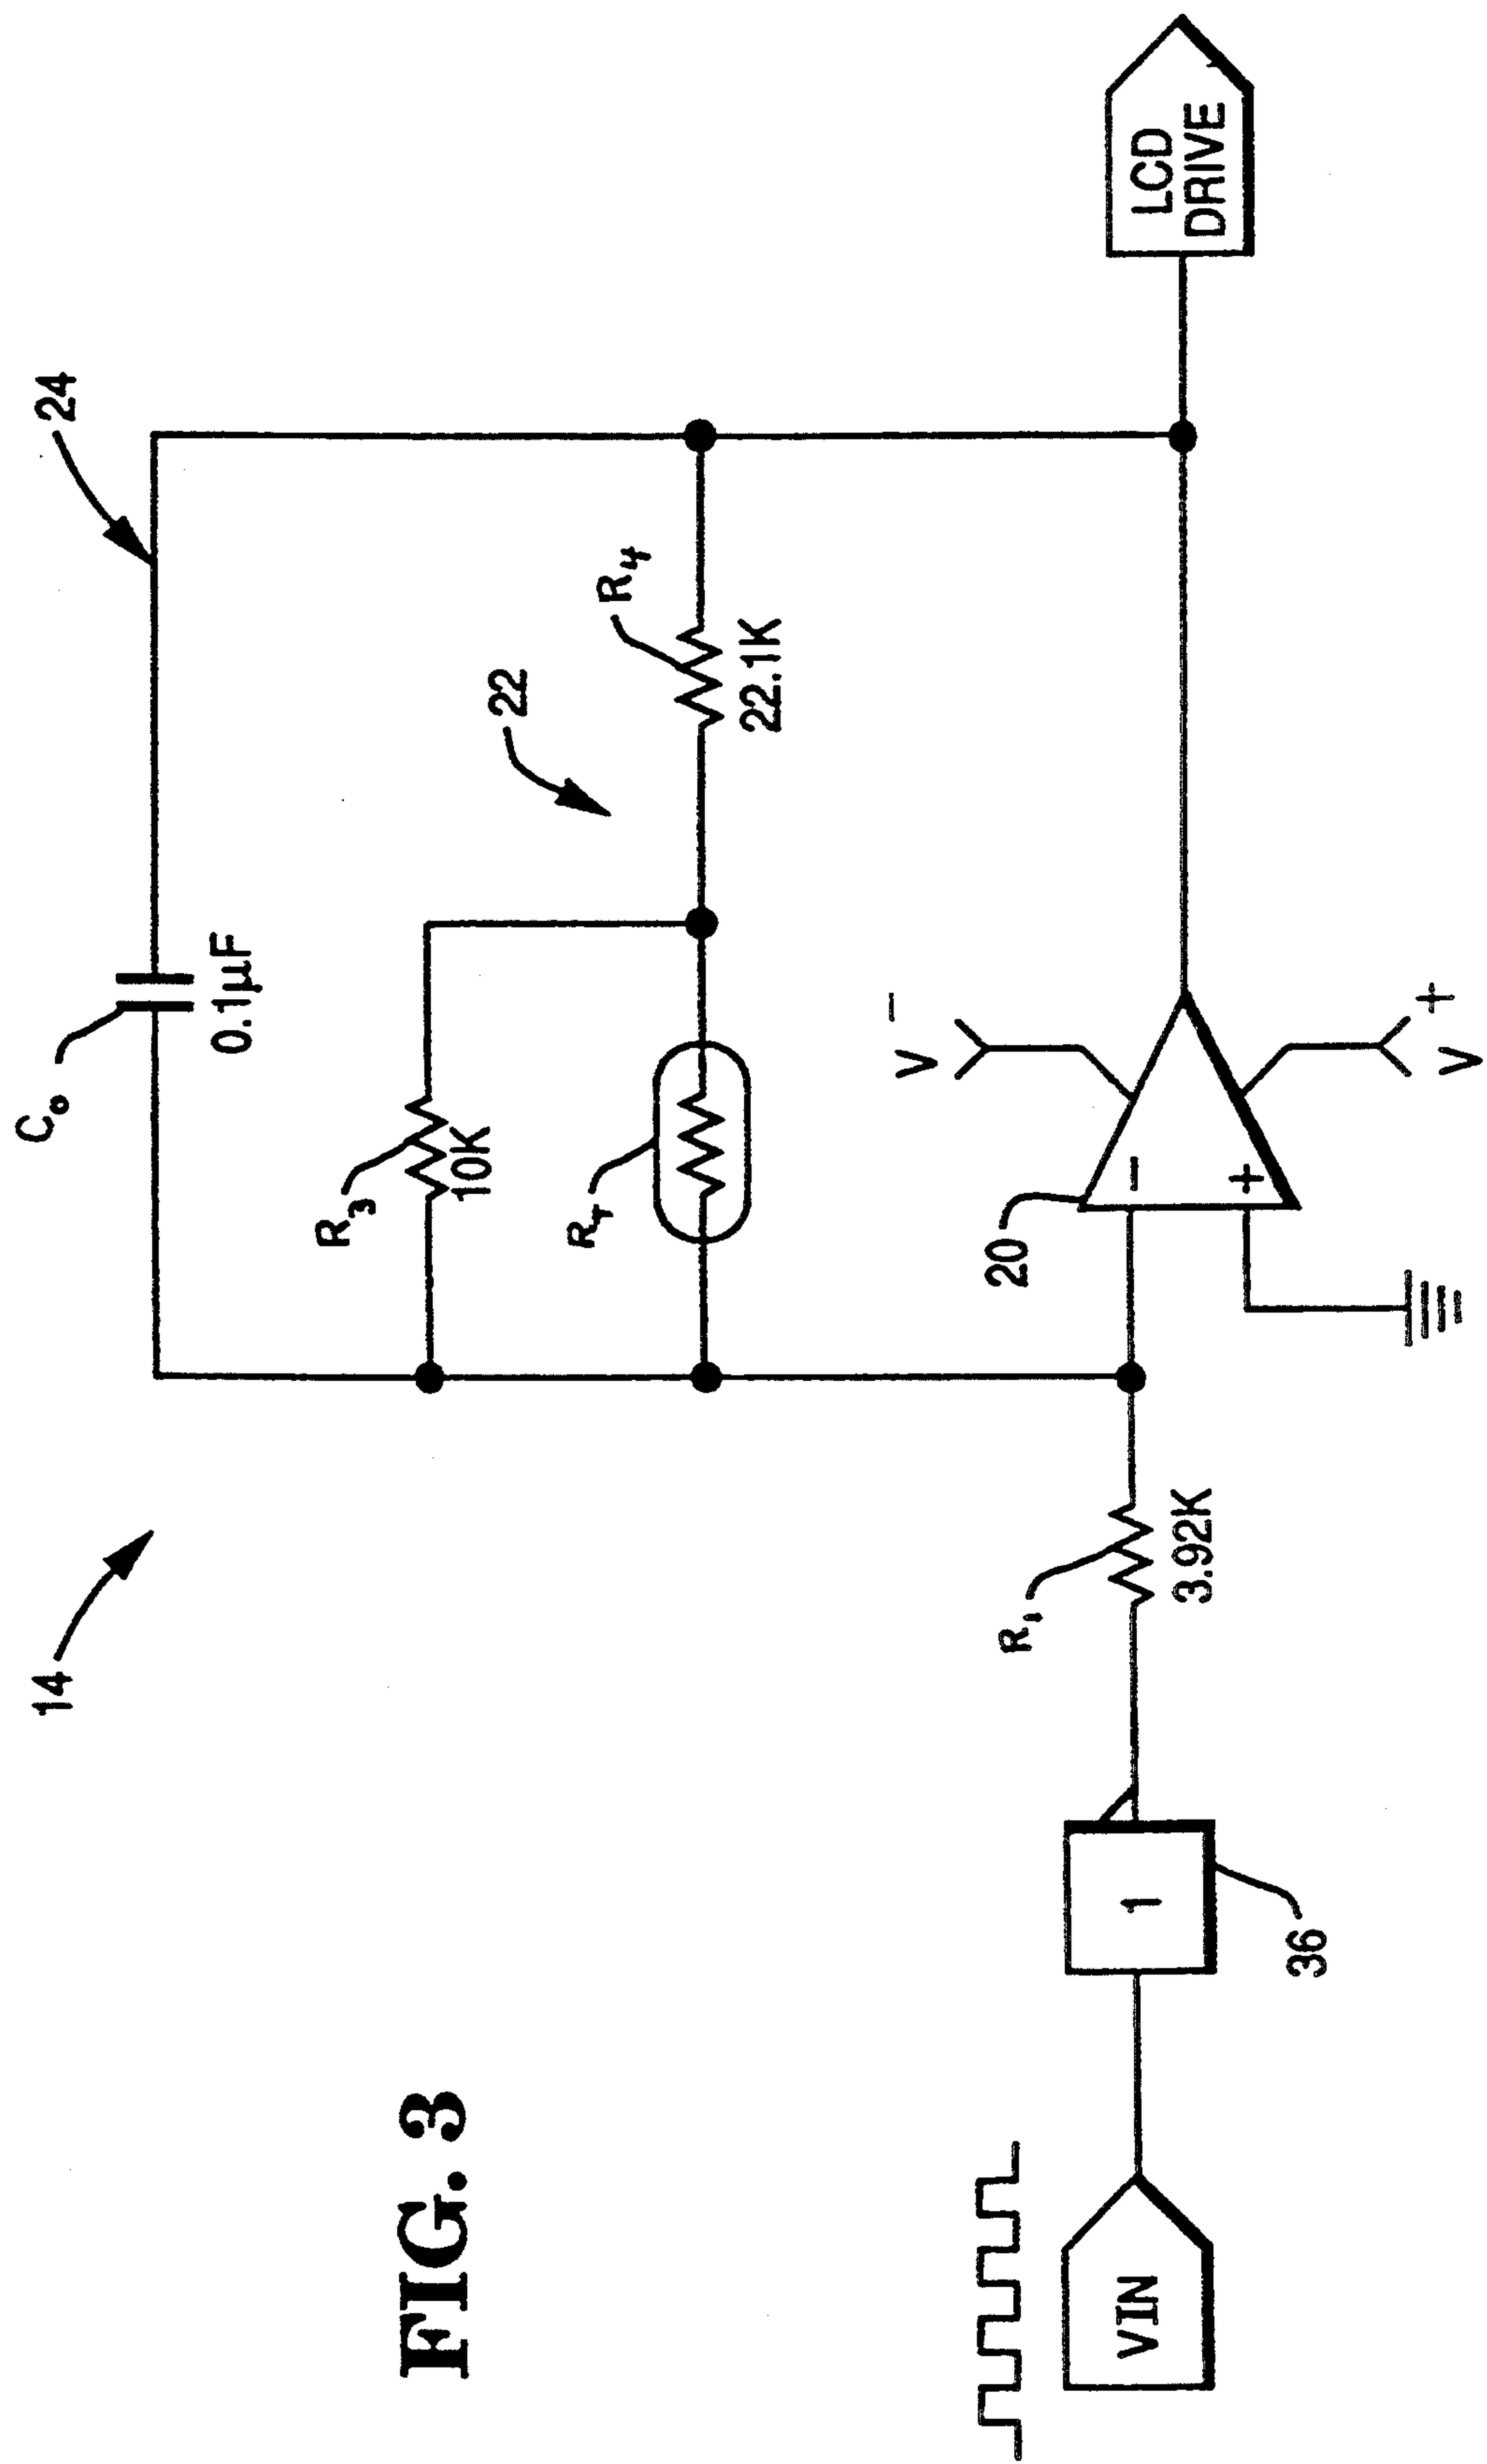 14
24
C₀
0.1µF
R₃
10K
22
R₄
22.1K
R_T
20
−
+
V⁻
V⁺
LCD
DRIVE
R₁
3.92K
1
36
VIN
FIG. 3